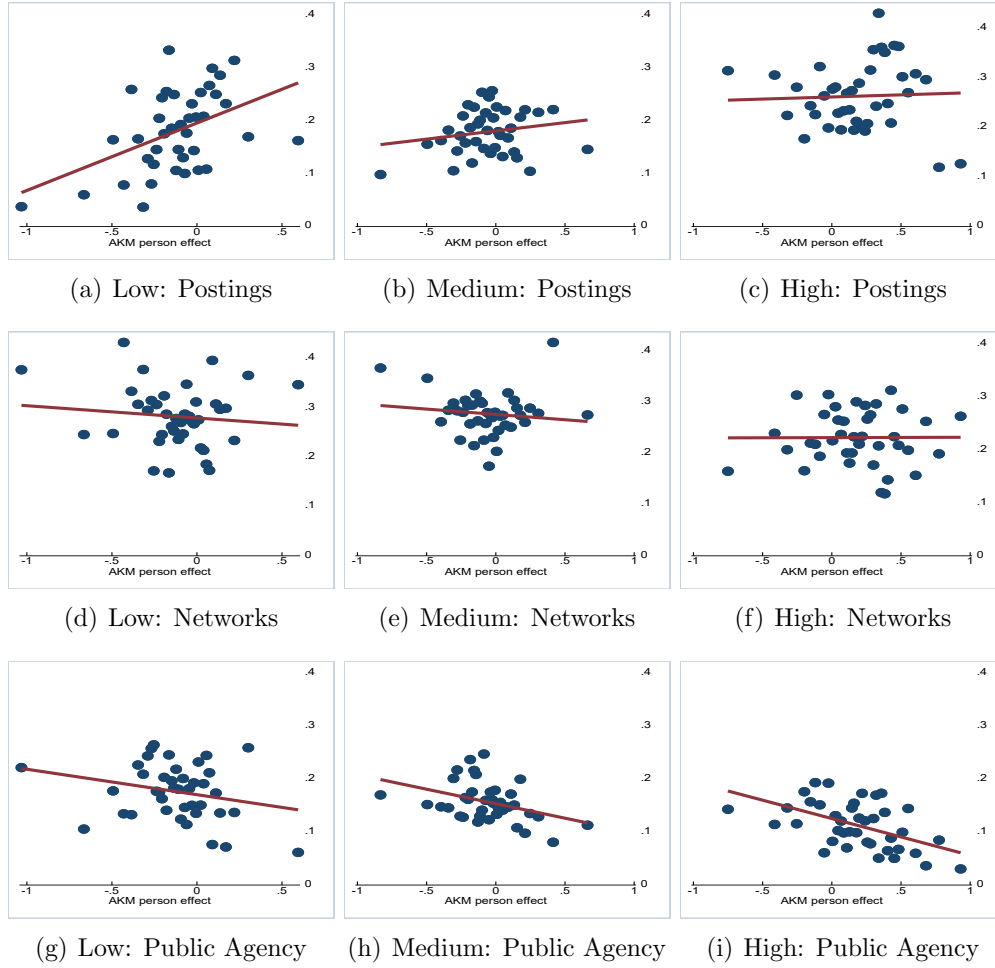 .4
.3
.2
.1
0
-1 -.5 0 .5
AKM person effect
.4
.3
.2
.1
0
-1 -.5 0 .5 1
AKM person effect
.4
.3
.2
.1
0
-1 -.5 0 .5 1
AKM person effect
(a) Low: Postings
(b) Medium: Postings
(c) High: Postings
.4
.3
.2
.1
0
-1 -.5 0 .5
AKM person effect
.4
.3
.2
.1
0
-1 -.5 0 .5 1
AKM person effect
.4
.3
.2
.1
0
-1 -.5 0 .5 1
AKM person effect
(d) Low: Networks
(e) Medium: Networks
(f) High: Networks
.4
.3
.2
.1
0
-1 -.5 0 .5
AKM person effect
.4
.3
.2
.1
0
-1 -.5 0 .5 1
AKM person effect
.4
.3
.2
.1
0
-1 -.5 0 .5 1
AKM person effect
(g) Low: Public Agency
(h) Medium: Public Agency
(i) High: Public Agency